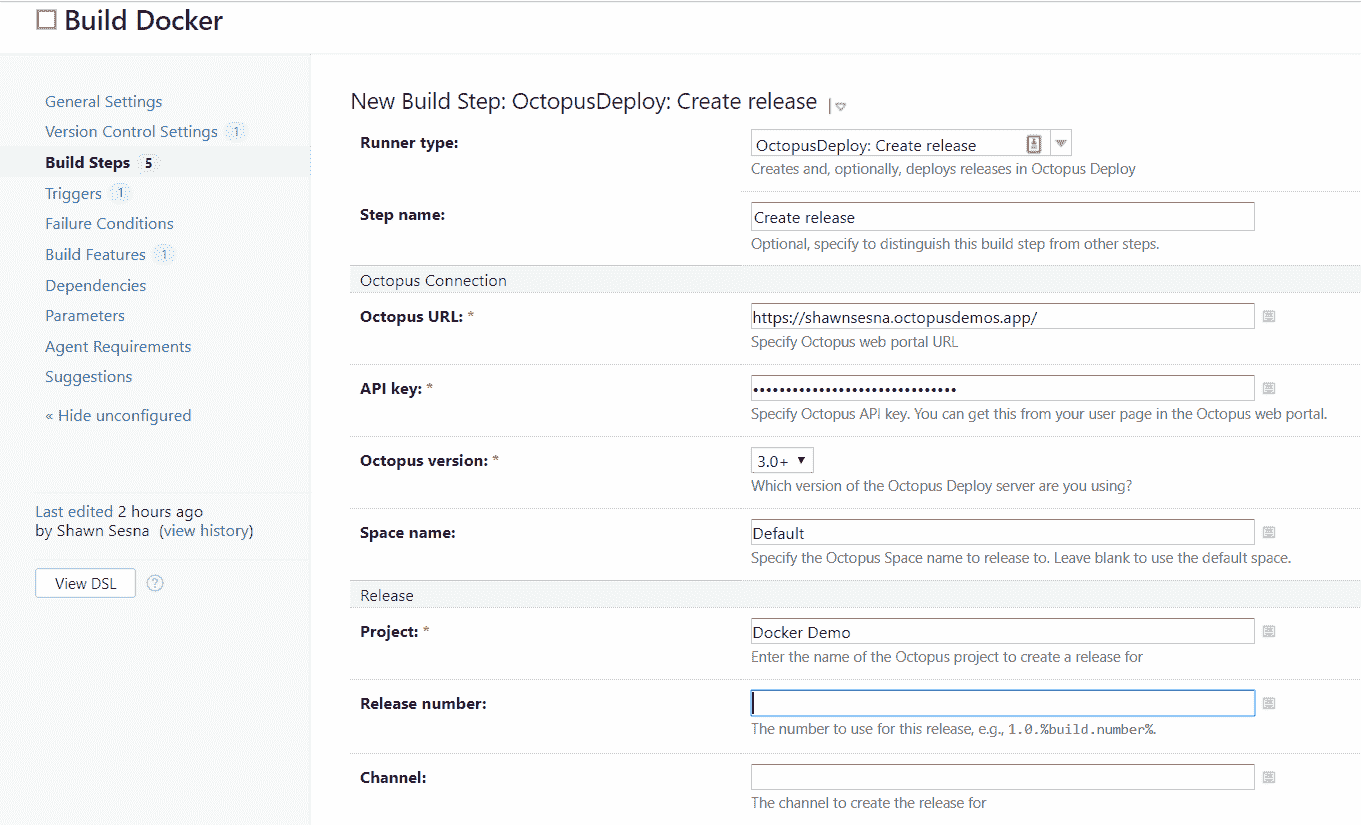 Build Docker
General Settings
Version Control Settings 1
Build Steps 5
Triggers 1
Failure Conditions
Build Features 1
Dependencies
Parameters
Agent Requirements
Suggestions
« Hide unconfigured
Last edited 2 hours ago
by Shawn Sesna (view history)
View DSL ?
New Build Step: OctopusDeploy: Create release
Runner type:
OctopusDeploy: Create release
Creates and, optionally, deploys releases in Octopus Deploy
Step name:
Create release
Optional, specify to distinguish this build step from other steps.
Octopus Connection
Octopus URL: *
https://shawnsesna.octopusdemos.app/
Specify Octopus web portal URL
API key: *
•••••••••••••••••••••••••••••••
Specify Octopus API key. You can get this from your user page in the Octopus web portal.
Octopus version: *
3.0+
Which version of the Octopus Deploy server are you using?
Space name:
Default
Specify the Octopus Space name to release to. Leave blank to use the default space.
Release
Project: *
Docker Demo
Enter the name of the Octopus project to create a release for
Release number:
The number to use for this release, e.g., 1.0.%build.number%.
Channel:
The channel to create the release for